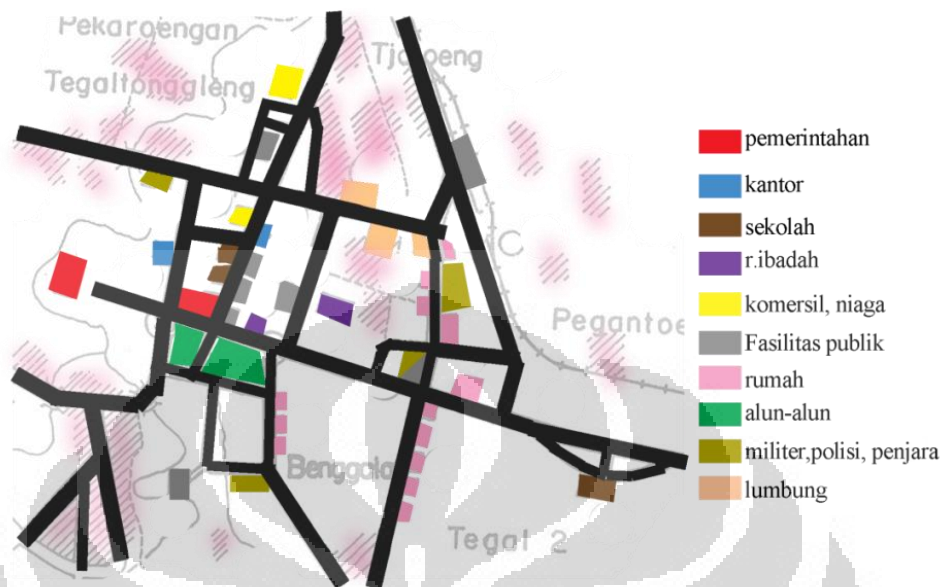 Pekaroengan
Tegaltonggleng
Pegantoe
Benggala
Tegal 2
pemerintahan
kantor
sekolah
r.ibadah
komersil, niaga
Fasilitas publik
rumah
alun-alun
militer,polisi, penjara
lumbung